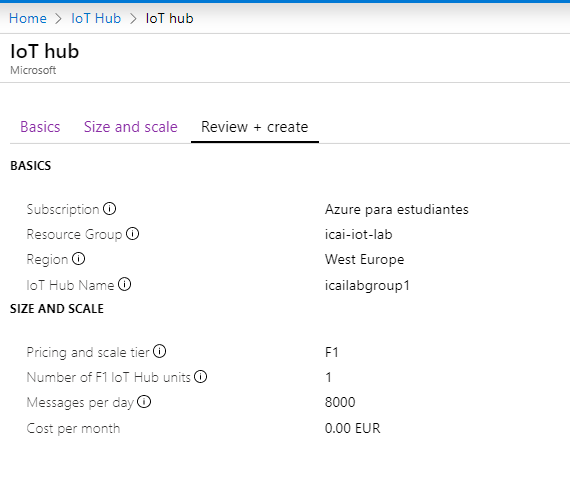 Home > IoT Hub > IoT hub
IoT hub
Microsoft
Basics Size and scale Review + create
BASICS
Subscription Azure para estudiantes
Resource Group icai-iot-lab
Region West Europe
IoT Hub Name icailabgroup1
SIZE AND SCALE
Pricing and scale tier F1
Number of F1 IoT Hub units 1
Messages per day 8000
Cost per month 0.00 EUR